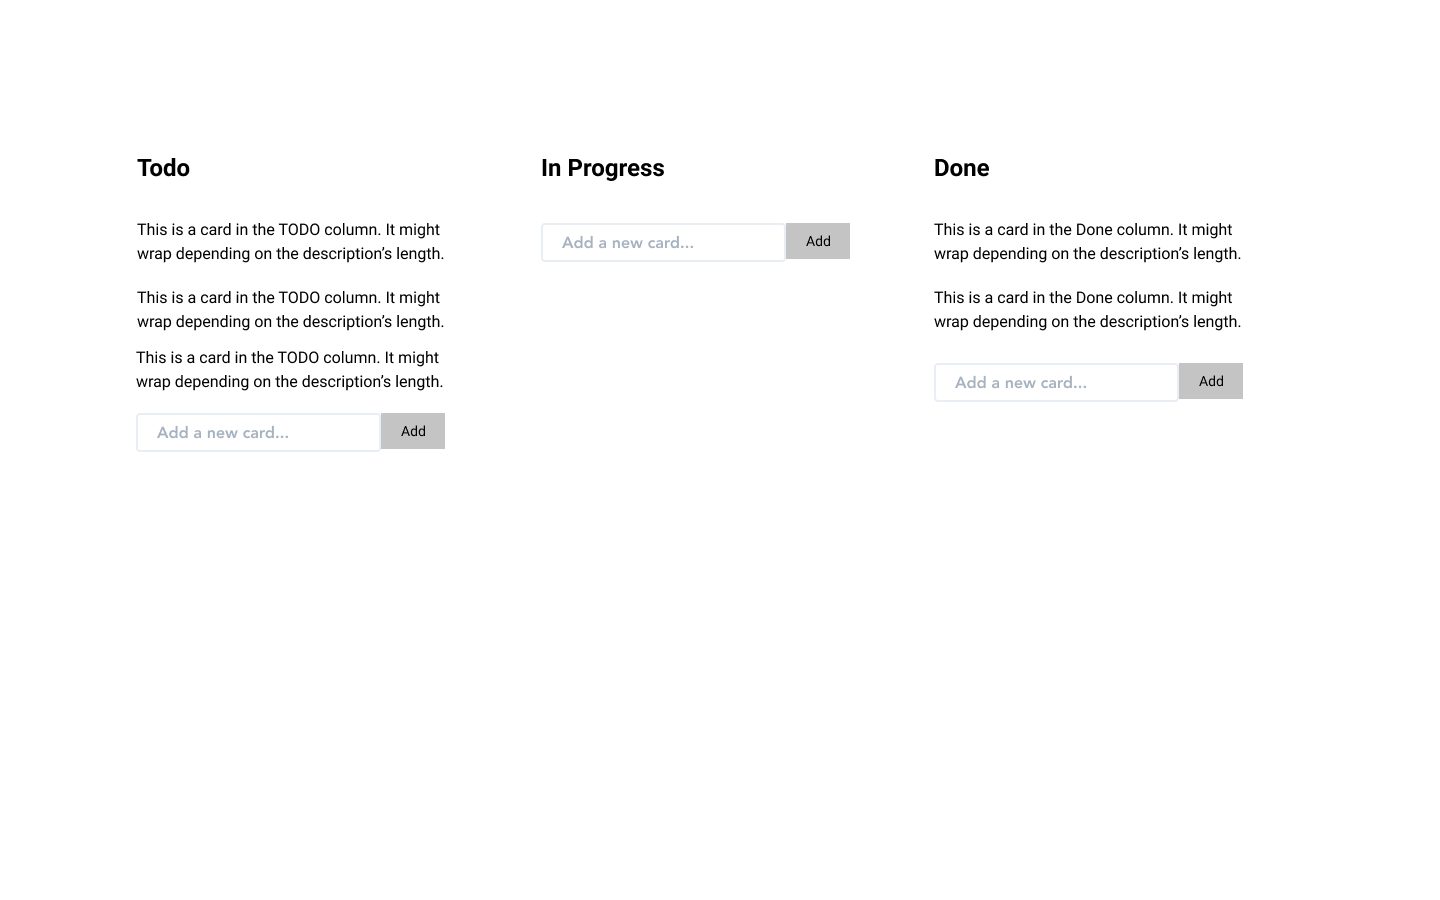 Todo
This is a card in the TODO column. It might
wrap depending on the description’s length.
This is a card in the TODO column. It might
wrap depending on the description’s length.
This is a card in the TODO column. It might
wrap depending on the description’s length.
Add a new card...
Add
In Progress
Add a new card...
Add
Done
This is a card in the Done column. It might
wrap depending on the description’s length.
This is a card in the Done column. It might
wrap depending on the description’s length.
Add a new card...
Add